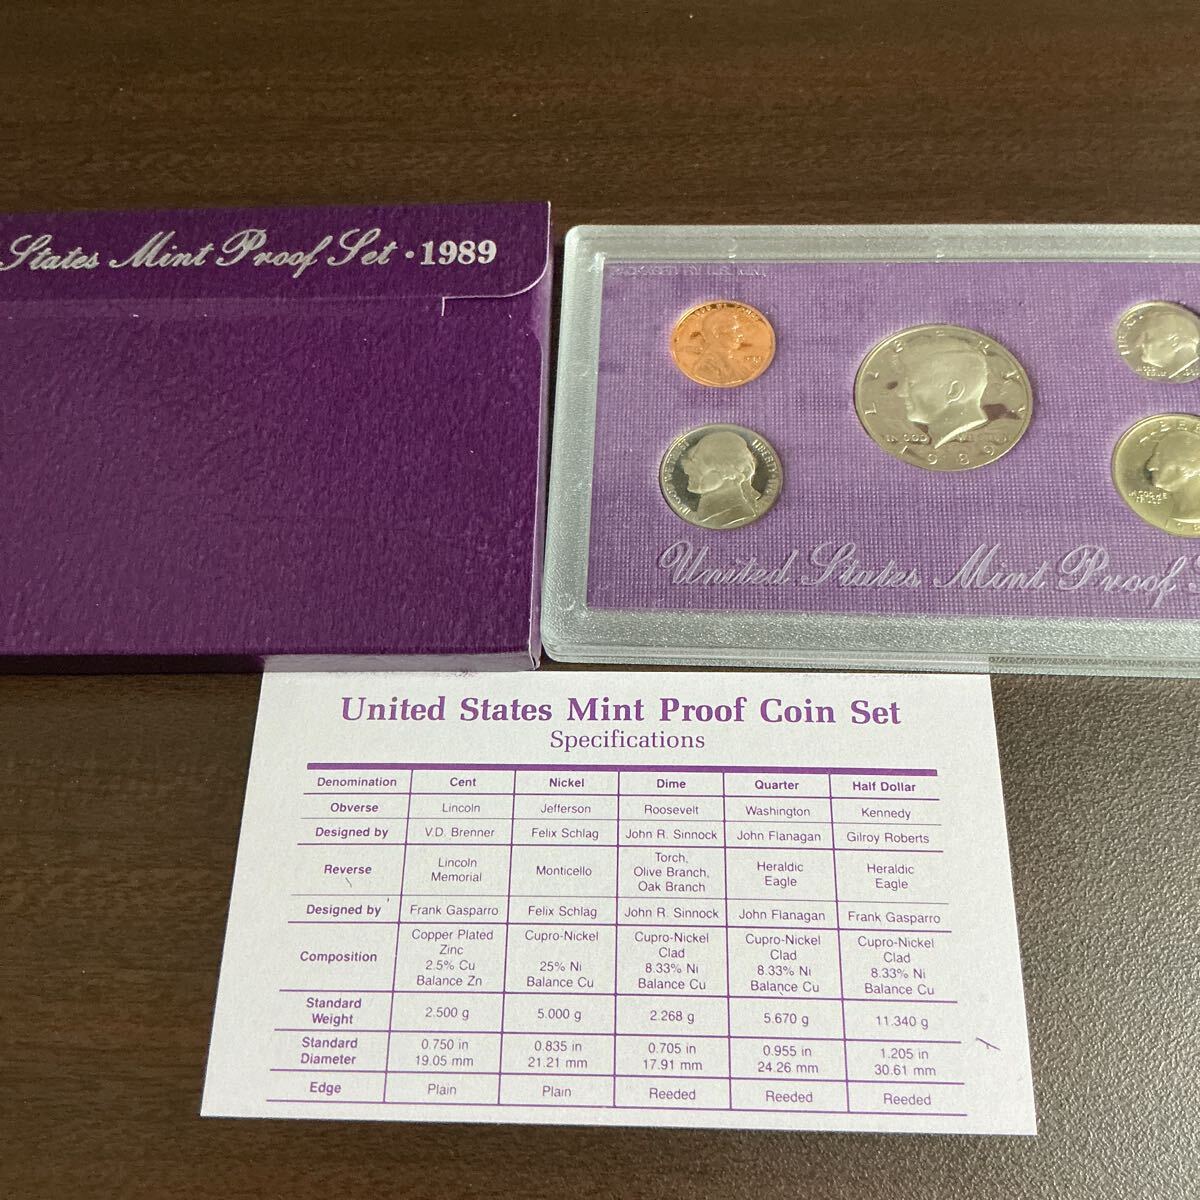 States Mint Proof Set · 1989
PACKAGED BY U.S. MINT
LIBERTY
IN GOD WE TRUST
1989
LIBERTY
United States Mint Proof
United States Mint Proof Coin Set
Specifications
Denomination Cent Nickel Dime Quarter Half Dollar
Obverse Lincoln Jefferson Roosevelt Washington Kennedy
Designed by V.D. Brenner Felix Schlag John R. Sinnock John Flanagan Gilroy Roberts
Reverse Lincoln Memorial Monticello Torch, Olive Branch, Oak Branch Heraldic Eagle Heraldic Eagle
Designed by Frank Gasparro Felix Schlag John R. Sinnock John Flanagan Frank Gasparro
Composition Copper Plated Zinc 2.5% Cu Balance Zn Cupro-Nickel 25% Ni Balance Cu Cupro-Nickel Clad 8.33% Ni Balance Cu Cupro-Nickel Clad 8.33% Ni Balance Cu Cupro-Nickel Clad 8.33% Ni Balance Cu
Standard Weight 2.500 g 5.000 g 2.268 g 5.670 g 11.340 g
Standard Diameter 0.750 in 19.05 mm 0.835 in 21.21 mm 0.705 in 17.91 mm 0.955 in 24.26 mm 1.205 in 30.61 mm
Edge Plain Plain Reeded Reeded Reeded